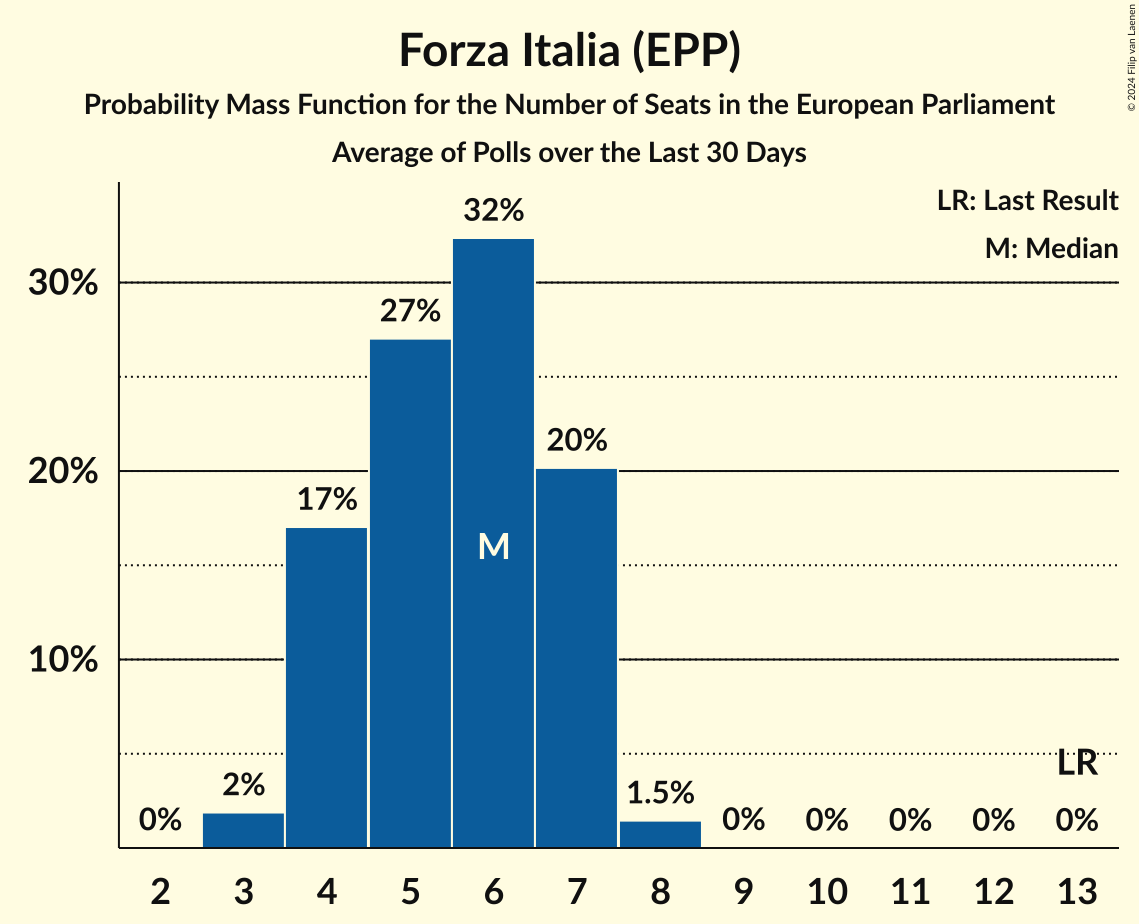 Forza Italia (EPP)
Probability Mass Function for the Number of Seats in the European Parliament
Average of Polls over the Last 30 Days
© 2024 Filip van Laenen
LR: Last Result
M: Median
32%
30%
27%
20%
20%
17%
M
10%
LR
2%
1.5%
0%
0%
0%
0%
0%
0%
2 3 4 5 6 7 8 9 10 11 12 13